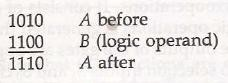 1010 A before
1100 B (logic operand)
1110 A after